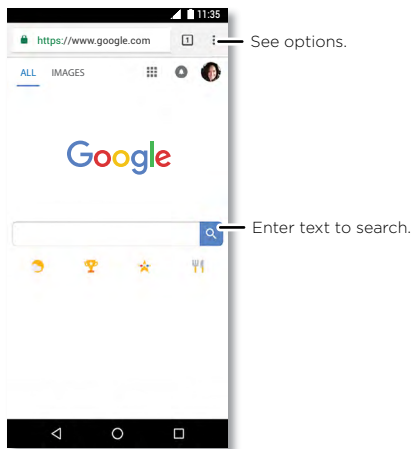 11:35
https://www.google.com 1
See options.
ALL IMAGES
Google
Enter text to search.